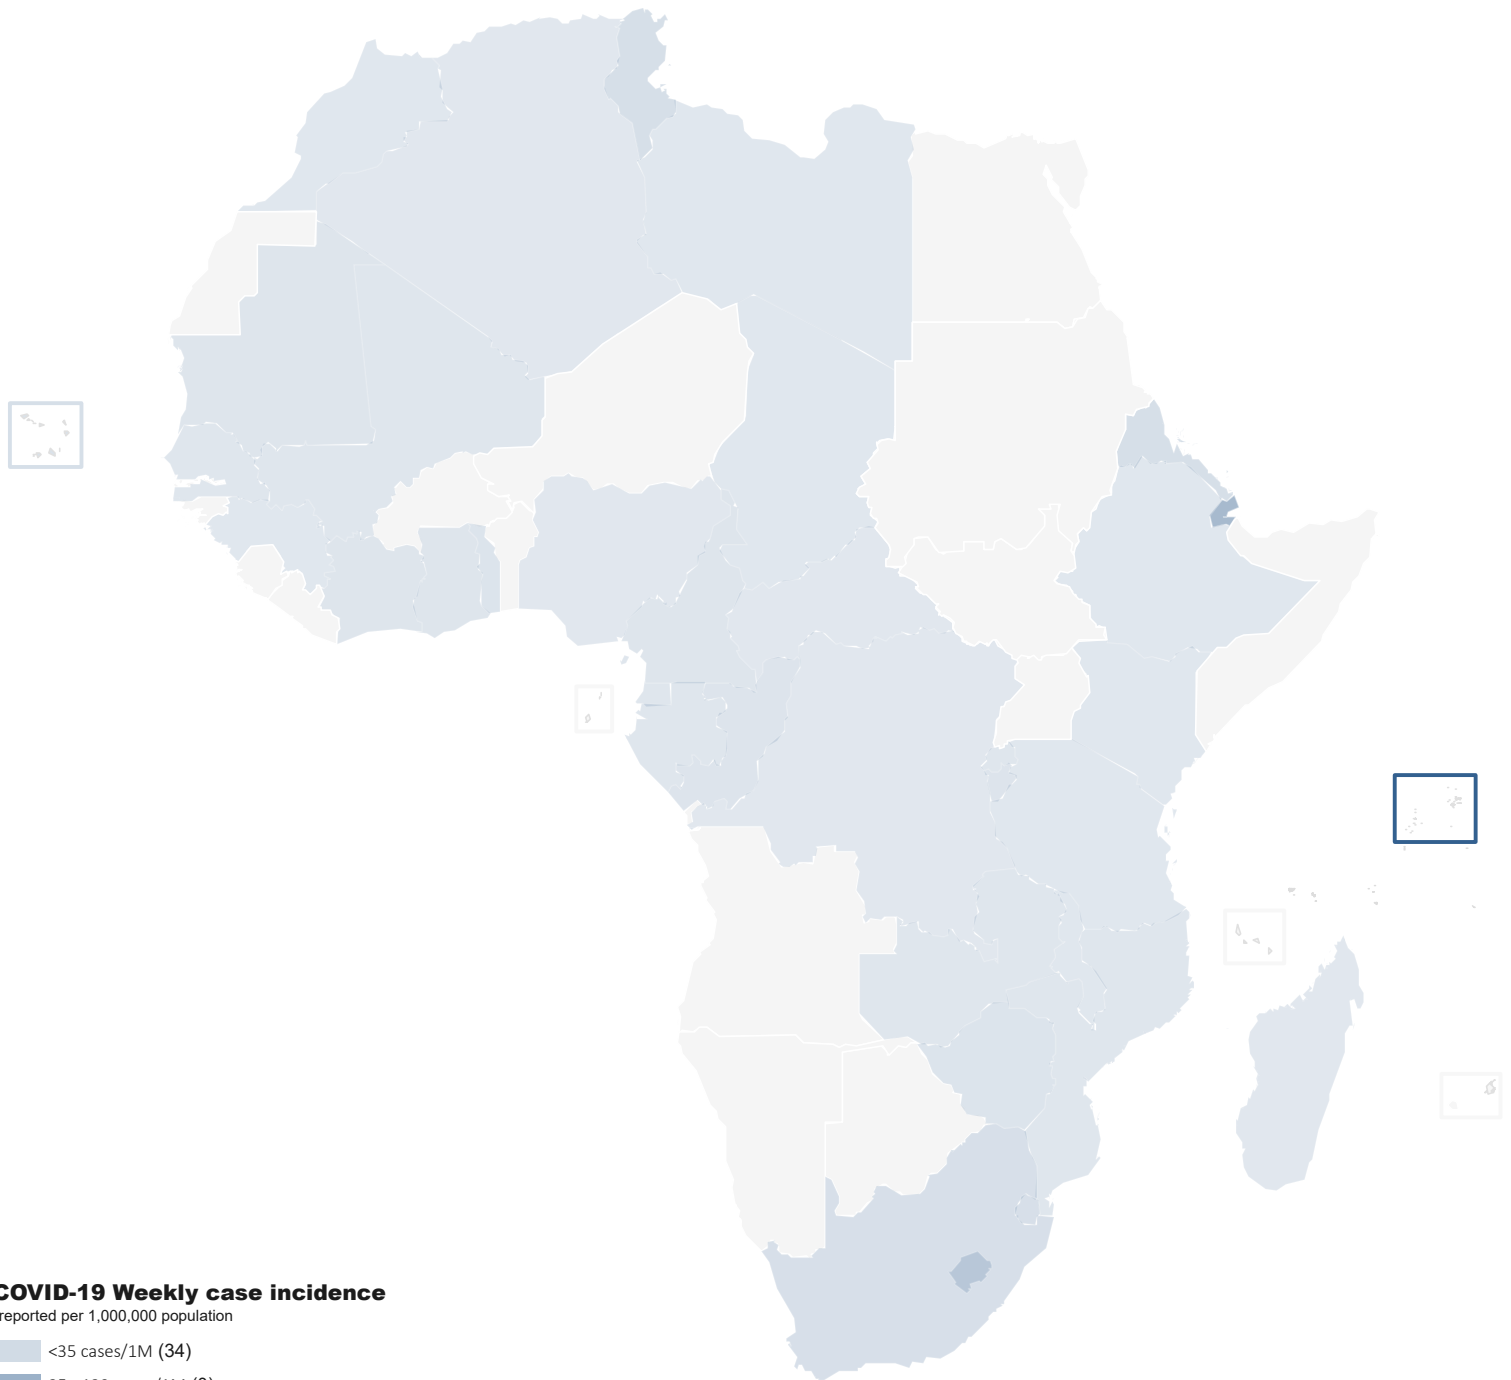 COVID-19 Weekly case incidence
reported per 1,000,000 population
<35 cases/1M (34)